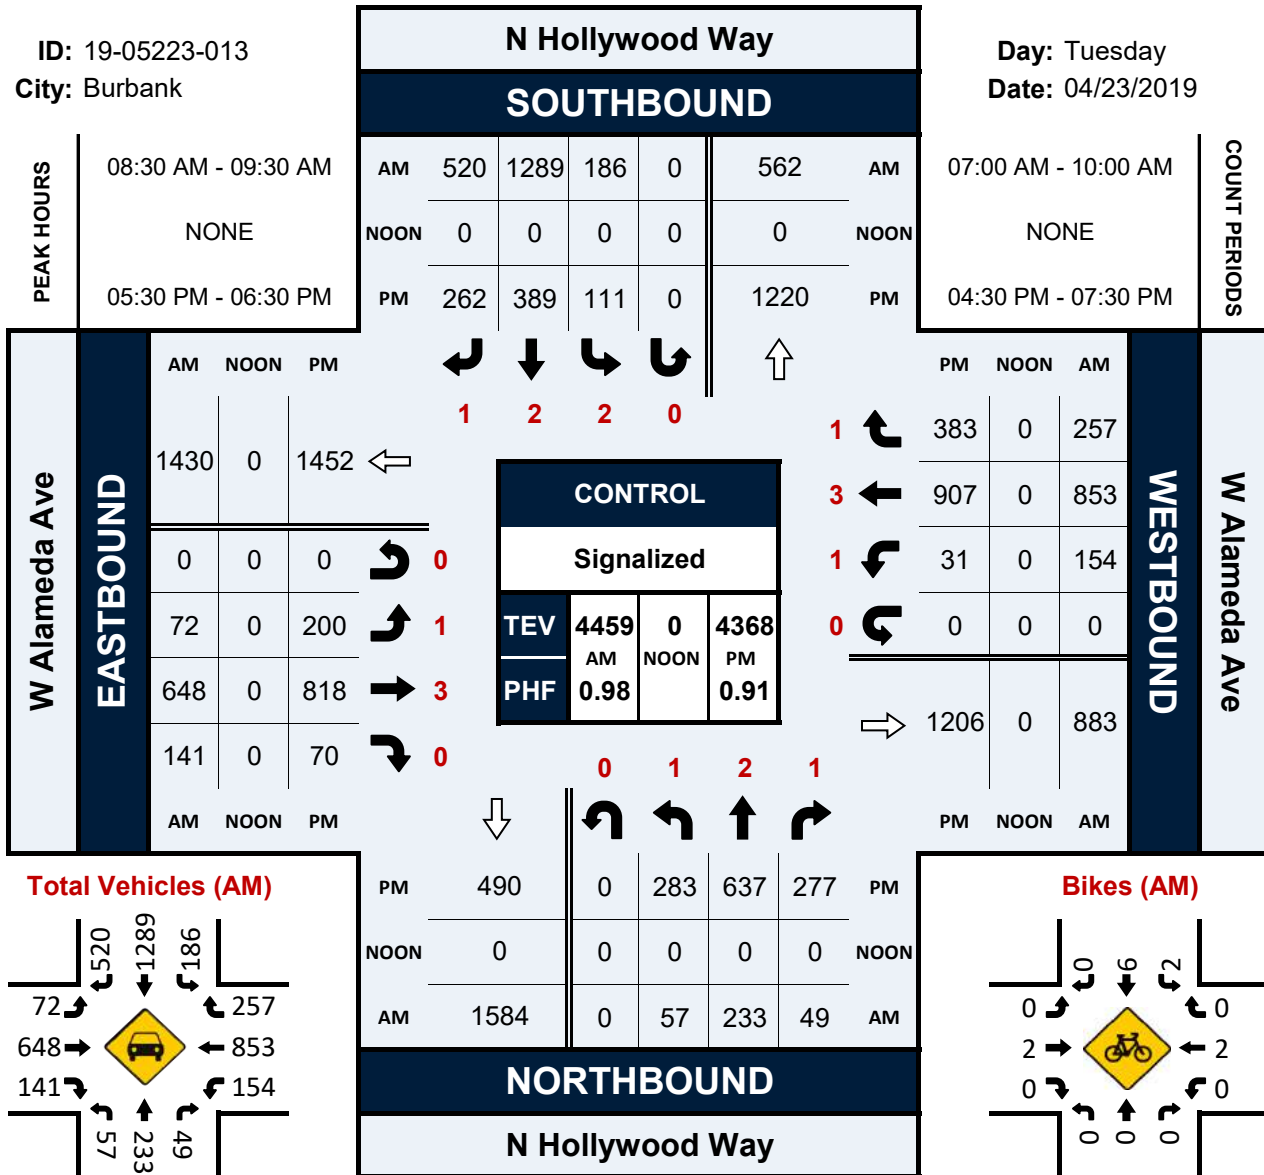 ID: 19-05223-013
City: Burbank
N Hollywood Way
SOUTHBOUND
Day: Tuesday
Date: 04/23/2019
PEAK HOURS
08:30 AM - 09:30 AM
NONE
05:30 PM - 06:30 PM
AM 520 1289 186 0 562 AM
NOON 0 0 0 0 0 NOON
PM 262 389 111 0 1220 PM
07:00 AM - 10:00 AM
NONE
04:30 PM - 07:30 PM
COUNT PERIODS
1 2 2 0
W Alameda Ave
EASTBOUND
AM NOON PM
1430 0 1452
0 0 0 0
72 0 200 1
648 0 818 3
141 0 70 0
AM NOON PM
CONTROL
Signalized
TEV 4459 0 4368
AM NOON PM
PHF 0.98 0.91
PM NOON AM
1 383 0 257
3 907 0 853
1 31 0 154
0 0 0 0
1206 0 883
PM NOON AM
WESTBOUND
W Alameda Ave
0 1 2 1
PM 490 0 283 637 277 PM
NOON 0 0 0 0 0 NOON
AM 1584 0 57 233 49 AM
NORTHBOUND
N Hollywood Way
Total Vehicles (AM)
520 1289 186
72 257
648 853
141 154
57 233 49
Bikes (AM)
0 6 2
0 0
2 2
0 0
0 0 0